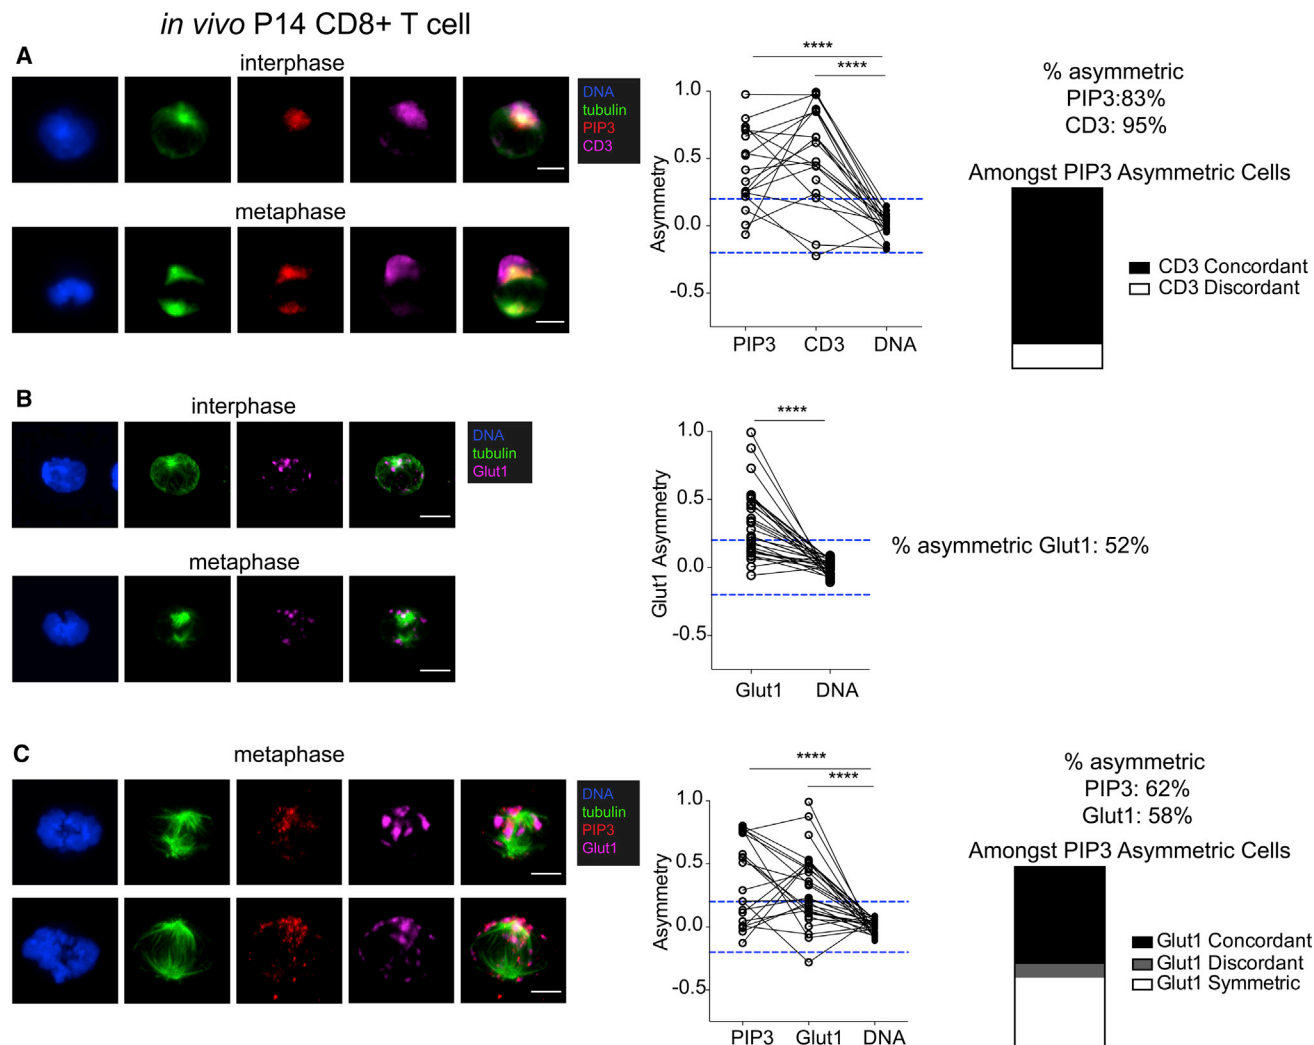 in vivo P14 CD8+ T cell
A
interphase
DNA
tubulin
PIP3
CD3
metaphase
****
****
1.0
0.5
0.0
-0.5
Asymmetry
PIP3 CD3 DNA
% asymmetric
PIP3:83%
CD3: 95%
Amongst PIP3 Asymmetric Cells
CD3 Concordant
CD3 Discordant
B
interphase
DNA
tubulin
Glut1
metaphase
****
1.0
0.5
0.0
-0.5
Glut1 Asymmetry
Glut1 DNA
% asymmetric Glut1: 52%
C
metaphase
DNA
tubulin
PIP3
Glut1
****
****
1.0
0.5
0.0
-0.5
Asymmetry
PIP3 Glut1 DNA
% asymmetric
PIP3: 62%
Glut1: 58%
Amongst PIP3 Asymmetric Cells
Glut1 Concordant
Glut1 Discordant
Glut1 Symmetric